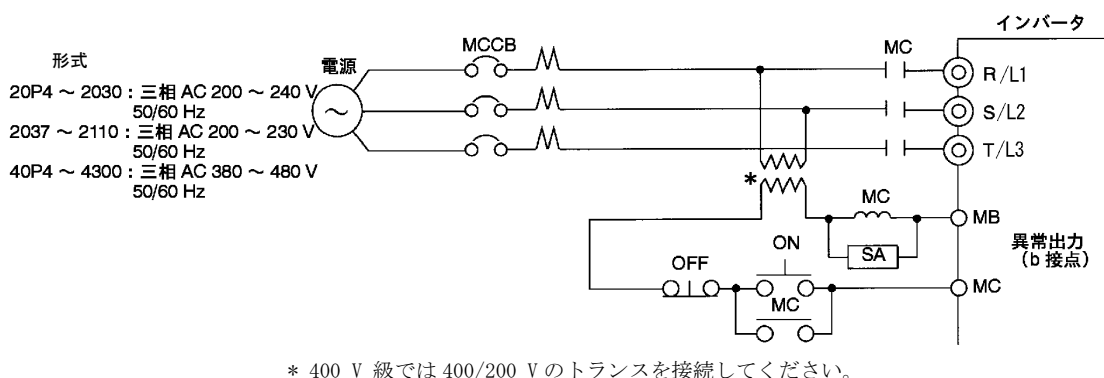 インバータ
MCCB
MC
形式
電源
R/L1
20P4 ～ 2030 : 三相 AC 200 ～ 240 V
50/60 Hz
S/L2
2037 ～ 2110 : 三相 AC 200 ～ 230 V
50/60 Hz
T/L3
40P4 ～ 4300 : 三相 AC 380 ～ 480 V
50/60 Hz
*
MC
MB
ON
SA
異常出力
(b 接点)
OFF
MC
MC
* 400 V 級では 400/200 V のトランスを接続してください。